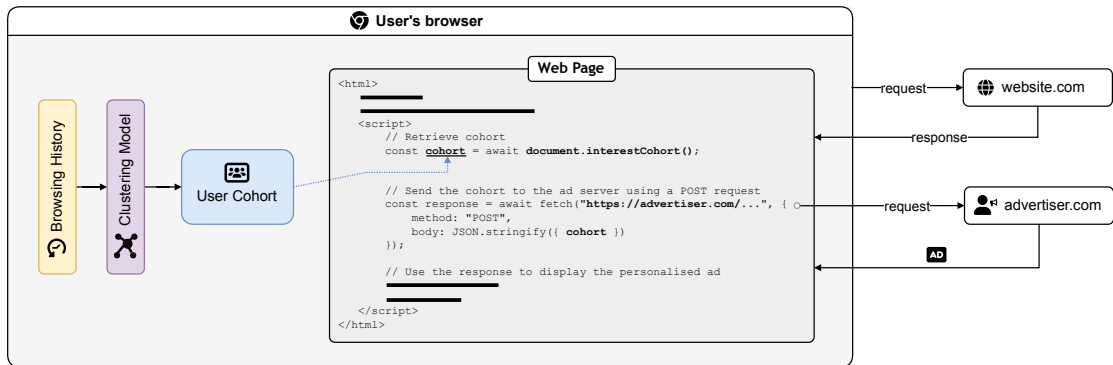 User's browser
Browsing History
Clustering Model
User Cohort
Web Page
<html>
<script>
// Retrieve cohort
const cohort = await document.interestCohort();
// Send the cohort to the ad server using a POST request
const response = await fetch("https://advertiser.com/...", {
method: "POST",
body: JSON.stringify({ cohort })
});
// Use the response to display the personalised ad
</script>
</html>
request
website.com
response
request
advertiser.com
AD